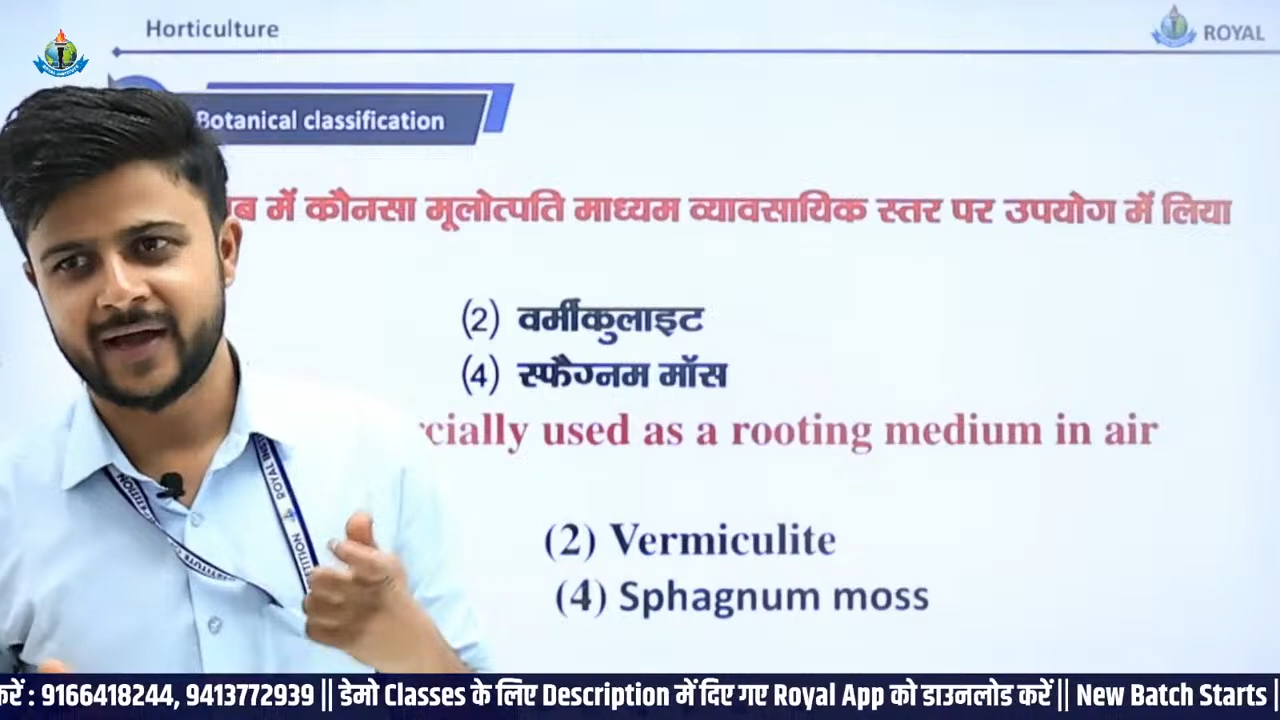 Horticulture
ROYAL
Botanical classification
में कौनसा मूलोत्पति माध्यम व्यावसायिक स्तर पर उपयोग में लिया
(2) वर्मीकुलाइट
(4) स्फैग्नम मॉस
cially used as a rooting medium in air
(2) Vermiculite
(4) Sphagnum moss
करें : 9166418244, 9413772939 || डेमो Classes के लिए Description में दिए गए Royal App को डाउनलोड करें || New Batch Starts |